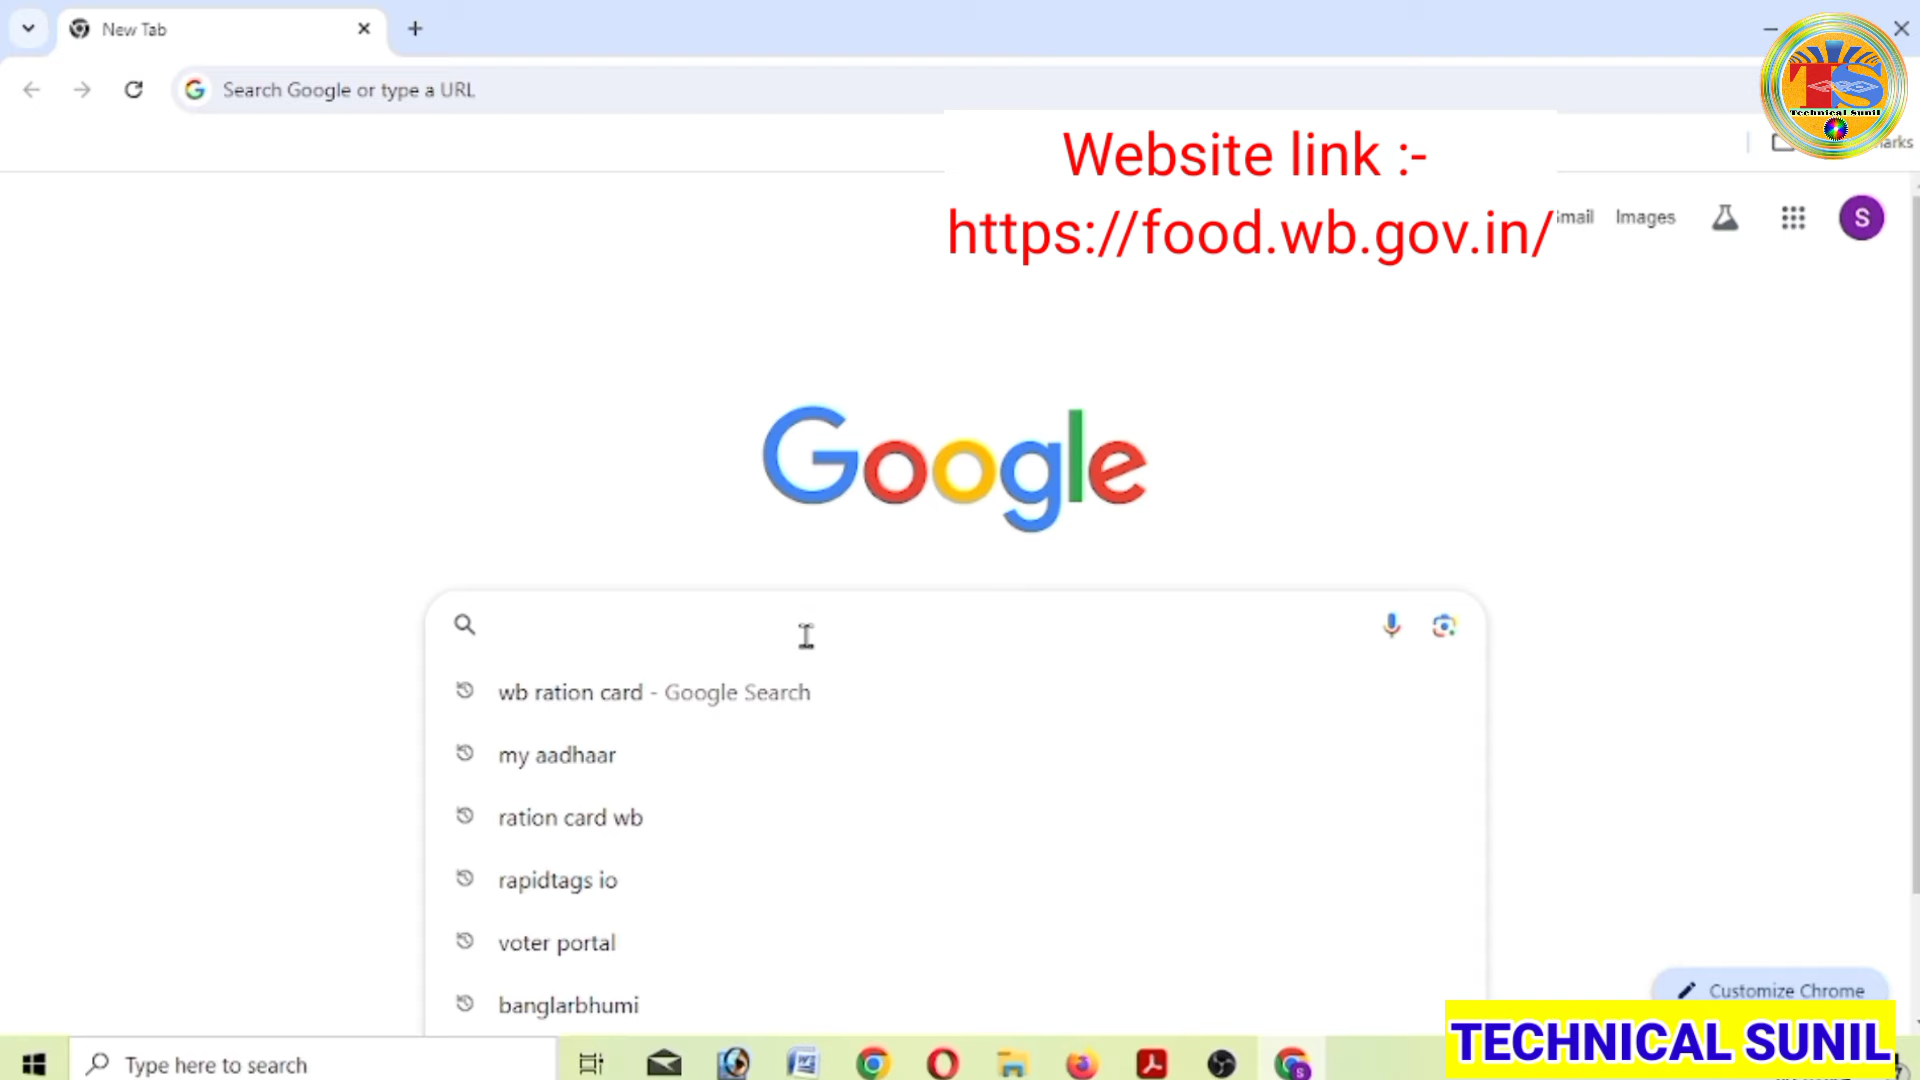 New Tab
Search Google or type a URL
Technical Sunil
Website link :-
https://food.wb.gov.in/
Images
S
Google
wb ration card - Google Search
my aadhaar
ration card wb
rapidtags io
voter portal
banglarbhumi
Customize Chrome
TECHNICAL SUNIL
Type here to search